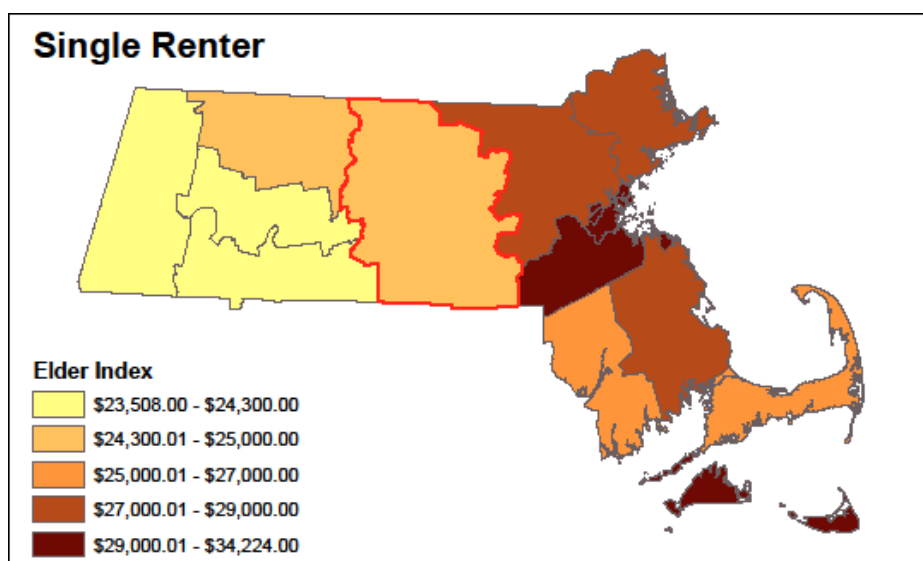 Single Renter
Elder Index
$23,508.00 - $24,300.00
$24,300.01 - $25,000.00
$25,000.01 - $27,000.00
$27,000.01 - $29,000.00
$29,000.01 - $34,224.00